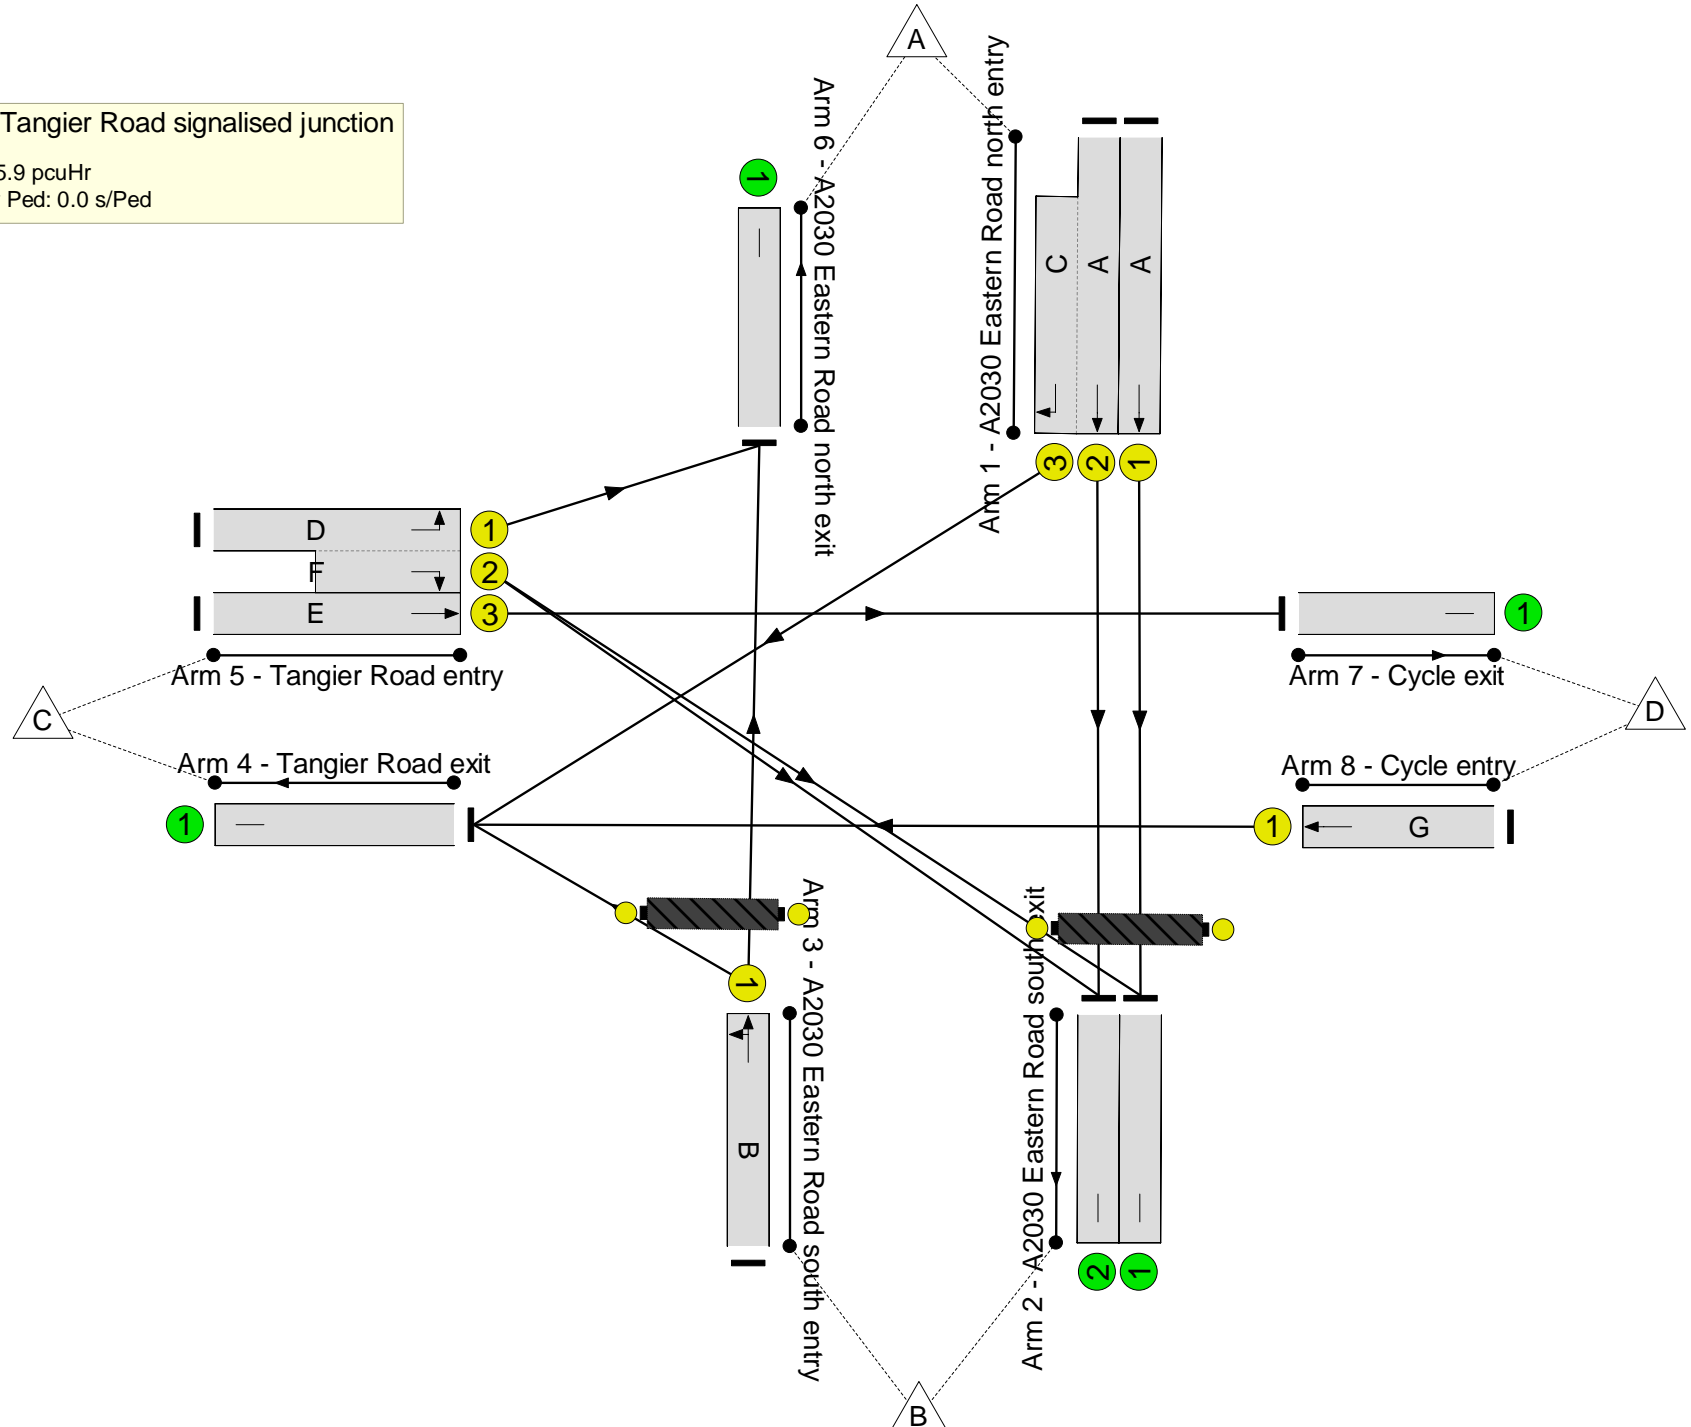 A
Tangier Road signalised junction
5.9 pcuHr
Ped: 0.0 s/Ped
Arm 6 - A2030 Eastern Road north exit
1
Arm 1 - A2030 Eastern Road north entry
C
A
A
3
2
1
D
F
E
1
2
3
Arm 5 - Tangier Road entry
C
Arm 4 - Tangier Road exit
1
1
Arm 7 - Cycle exit
D
Arm 8 - Cycle entry
1
G
Arm 3 - A2030 Eastern Road south entry
1
B
Arm 2 - A2030 Eastern Road south exit
2
1
B